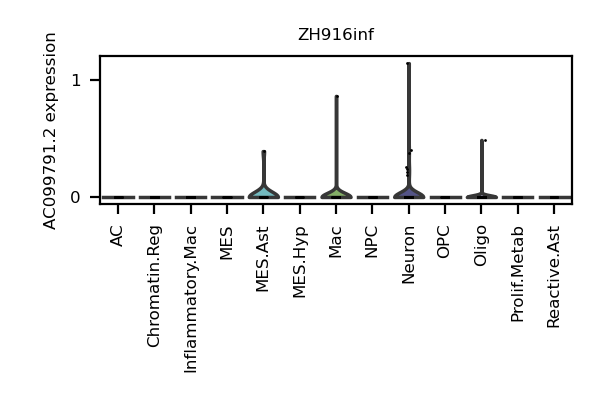 ZH916inf
AC099791.2 expression
1
0
AC
Chromatin.Reg
Inflammatory.Mac
MES
MES.Ast
MES.Hyp
Mac
NPC
Neuron
OPC
Oligo
Prolif.Metab
Reactive.Ast